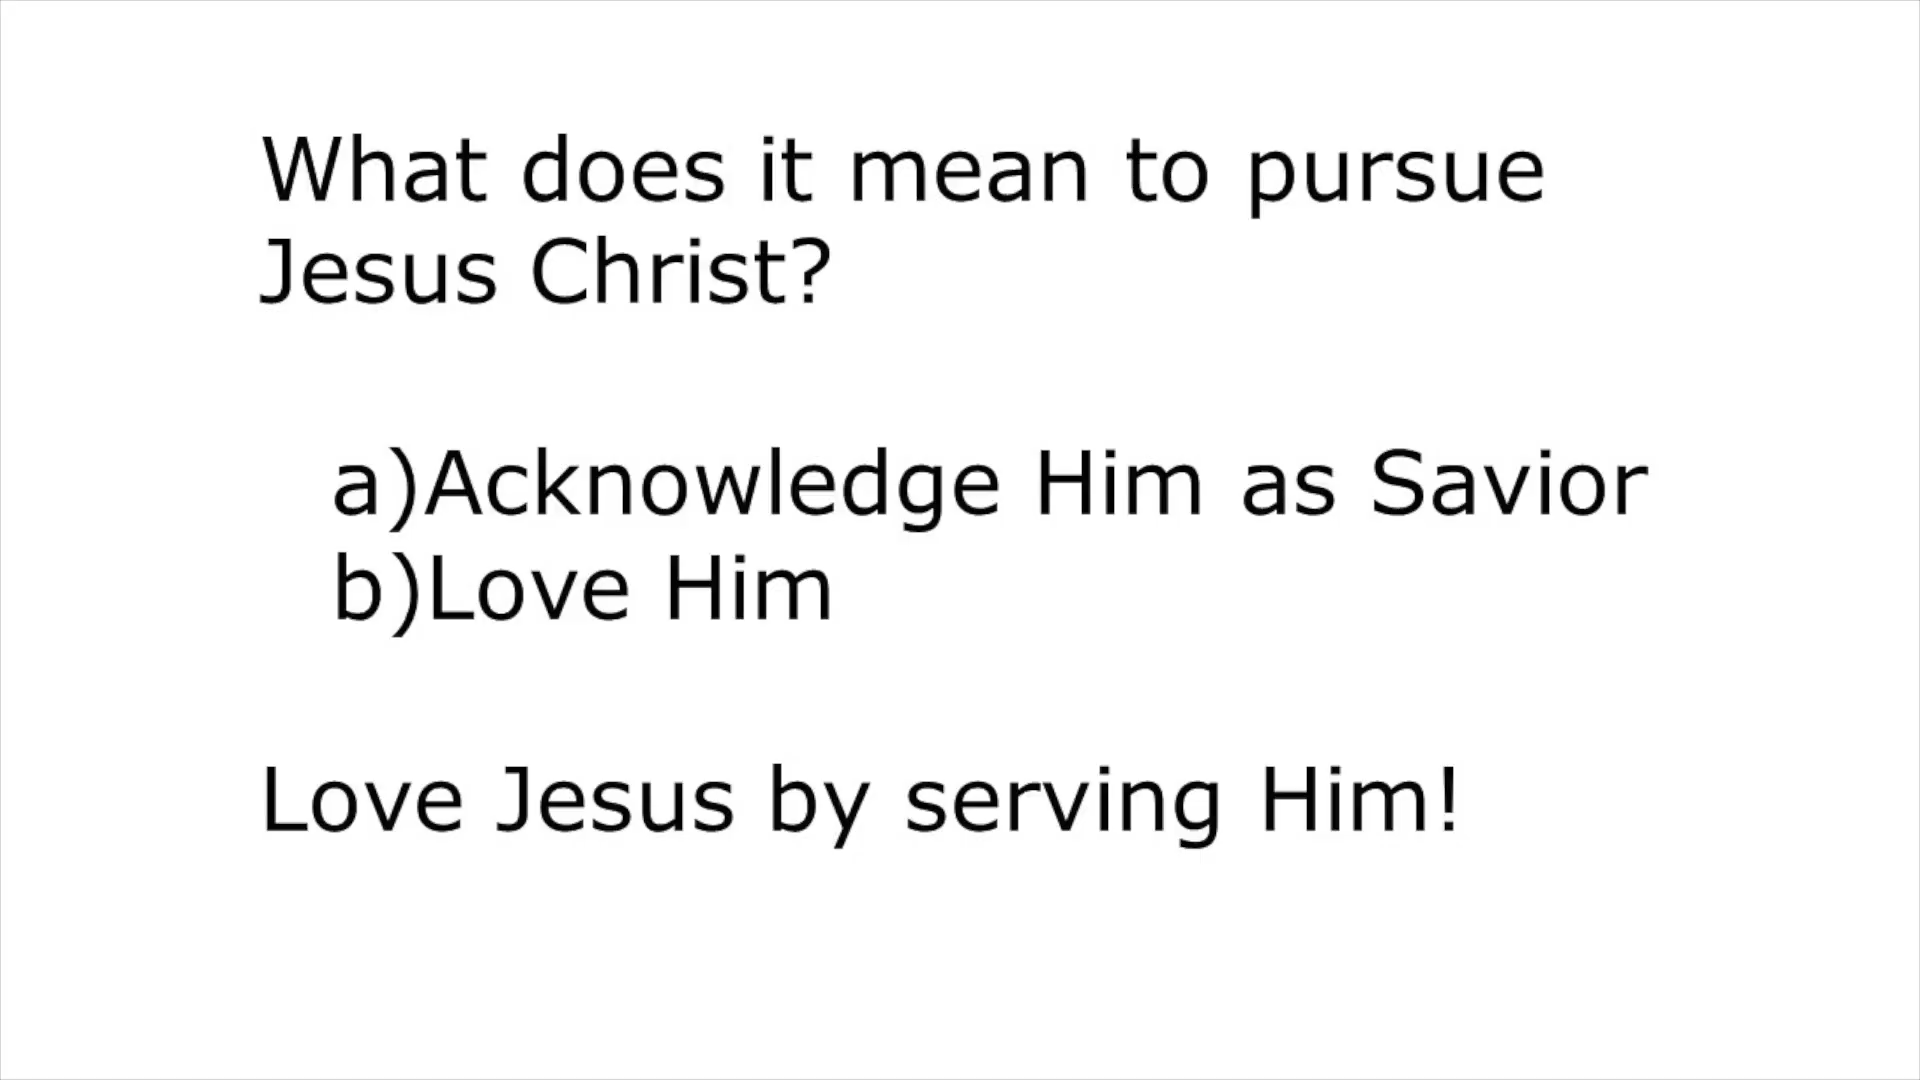 What does it mean to pursue
Jesus Christ?
a)Acknowledge Him as Savior
b)Love Him
Love Jesus by serving Him!